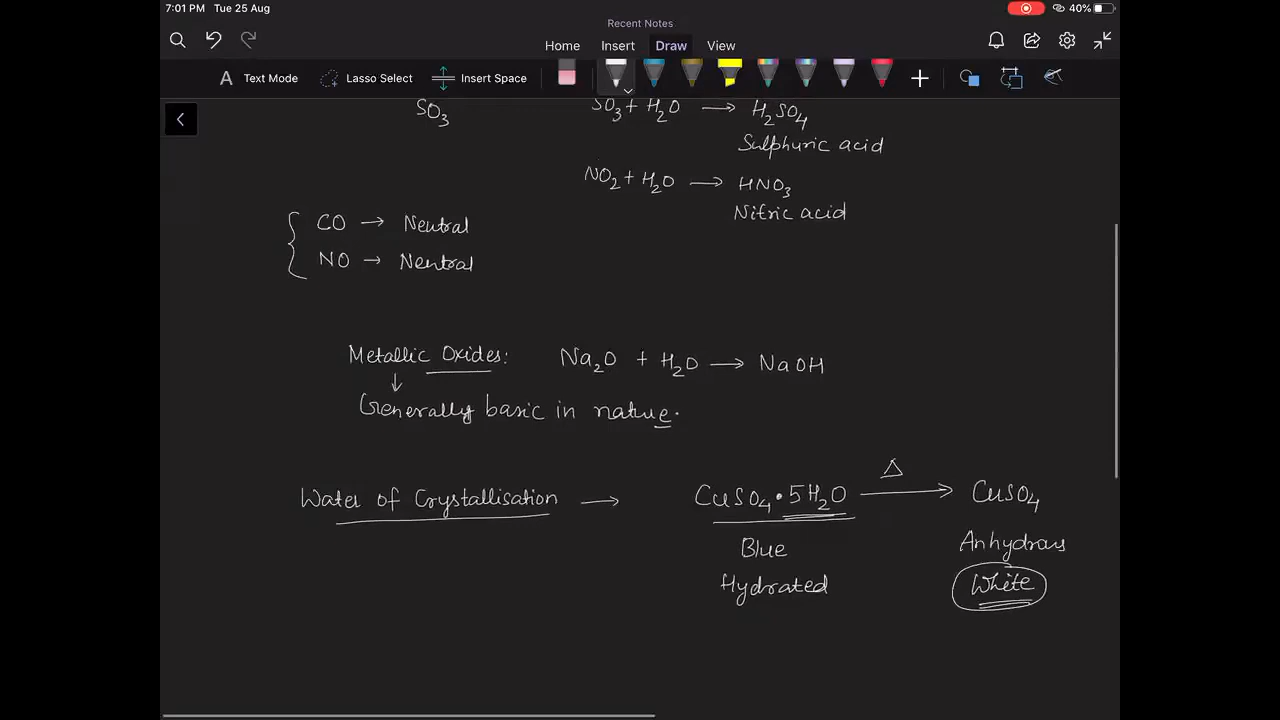 7:01 PM Tue 25 Aug
40%
Recent Notes
Home Insert Draw View
Text Mode Lasso Select Insert Space
SO₃ SO₃ + H₂O → H₂SO₄
Sulphuric acid
NO₂ + H₂O → HNO₃
Nitric acid
CO → Neutral
NO → Neutral
Metallic Oxides: Na₂O + H₂O → NaOH
↓
Generally basic in nature.
Δ
Water of Crystallisation → CuSO₄·5H₂O → CuSO₄
Blue Anhydrous
Hydrated White